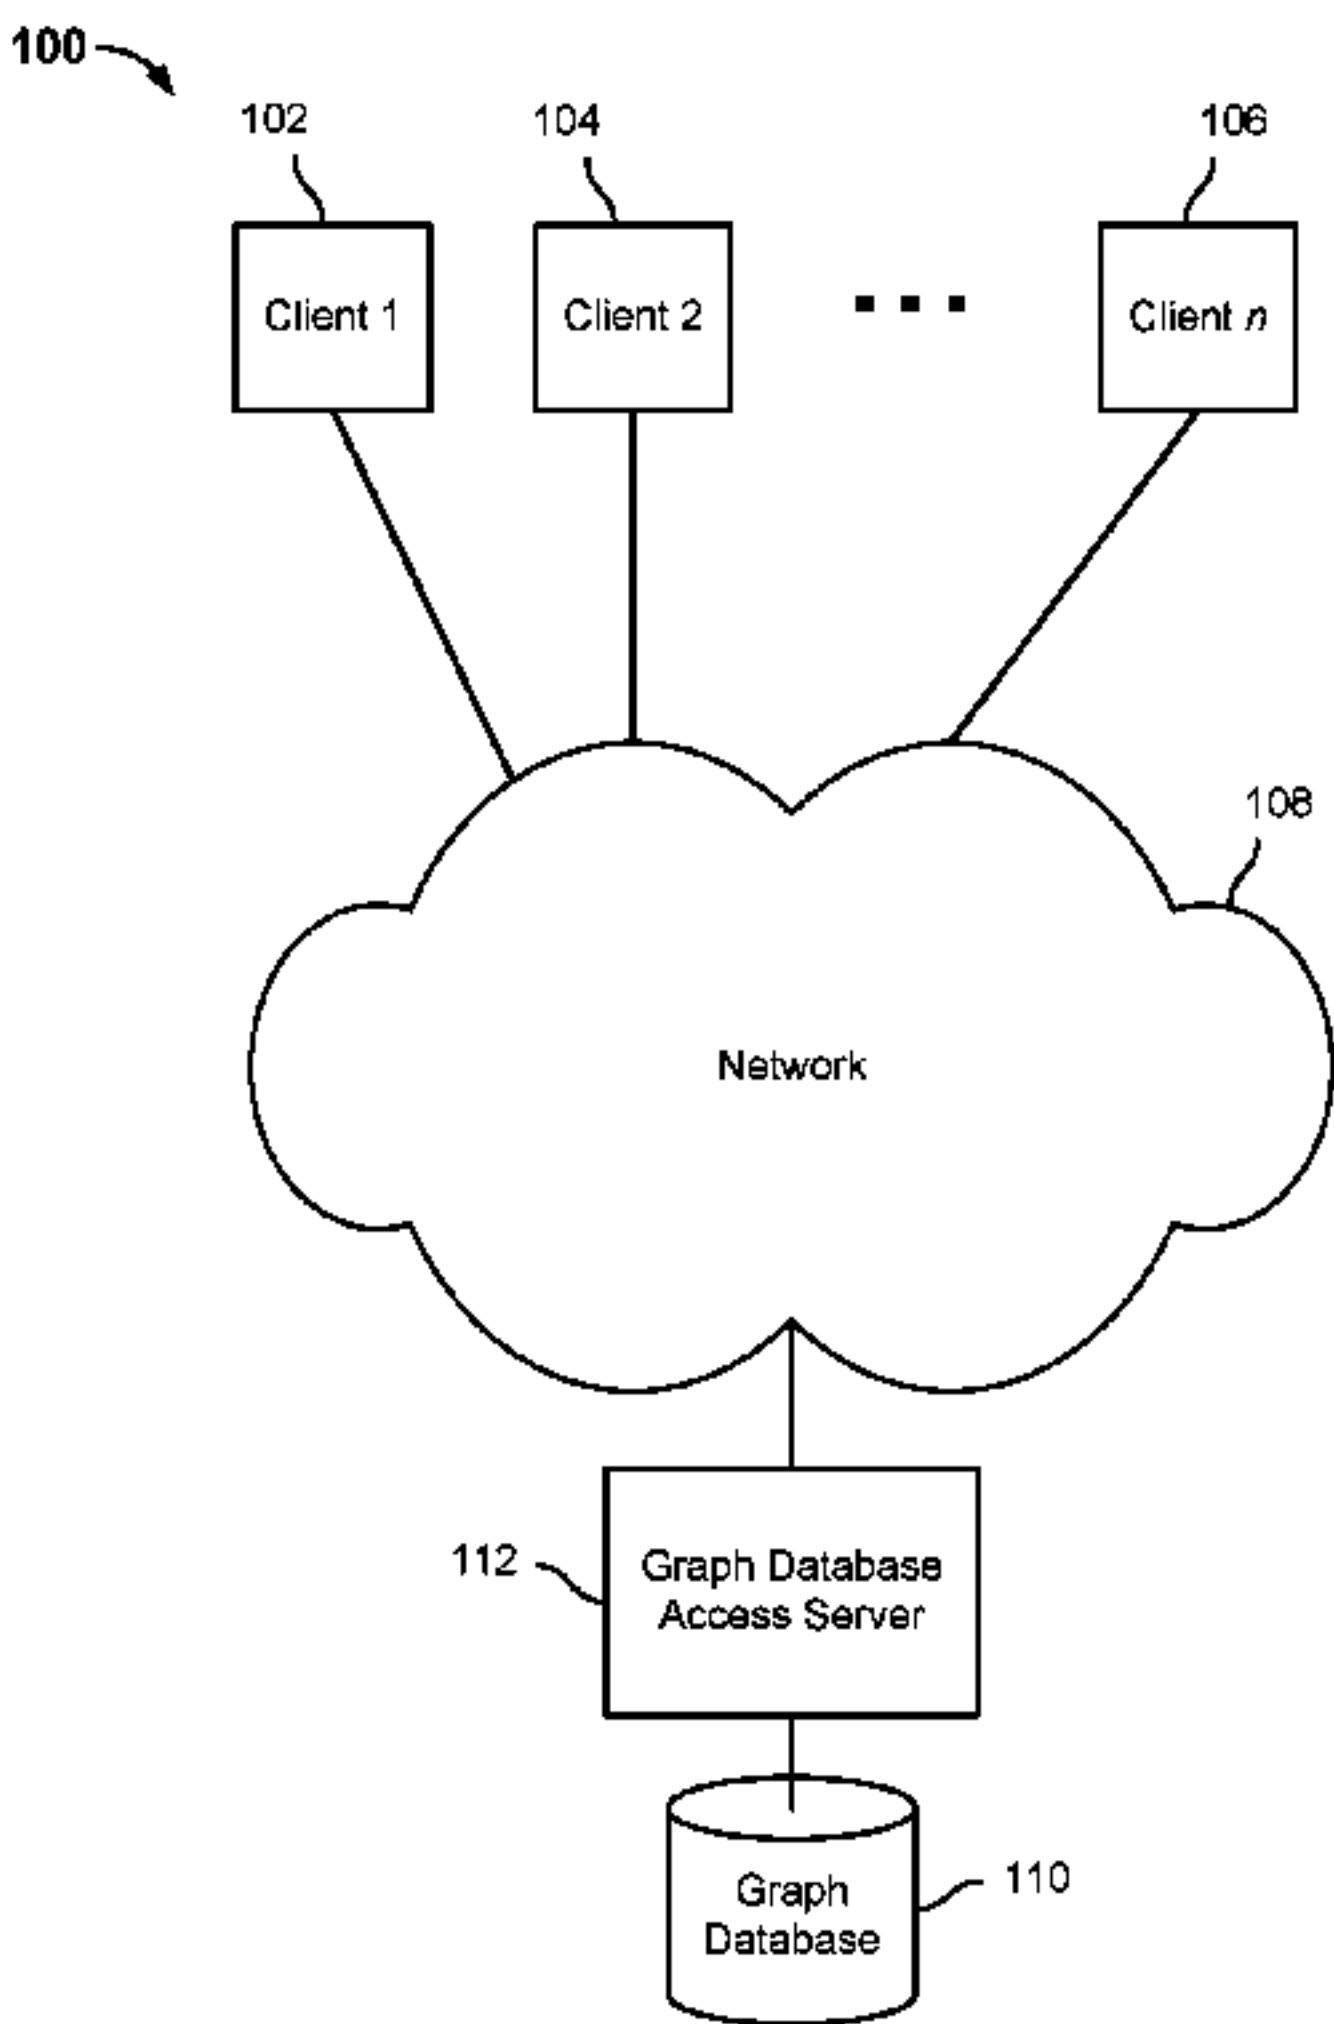 100
102
104
106
Client 1
Client 2
Client n
108
Network
112
Graph Database
Access Server
110
Graph
Database